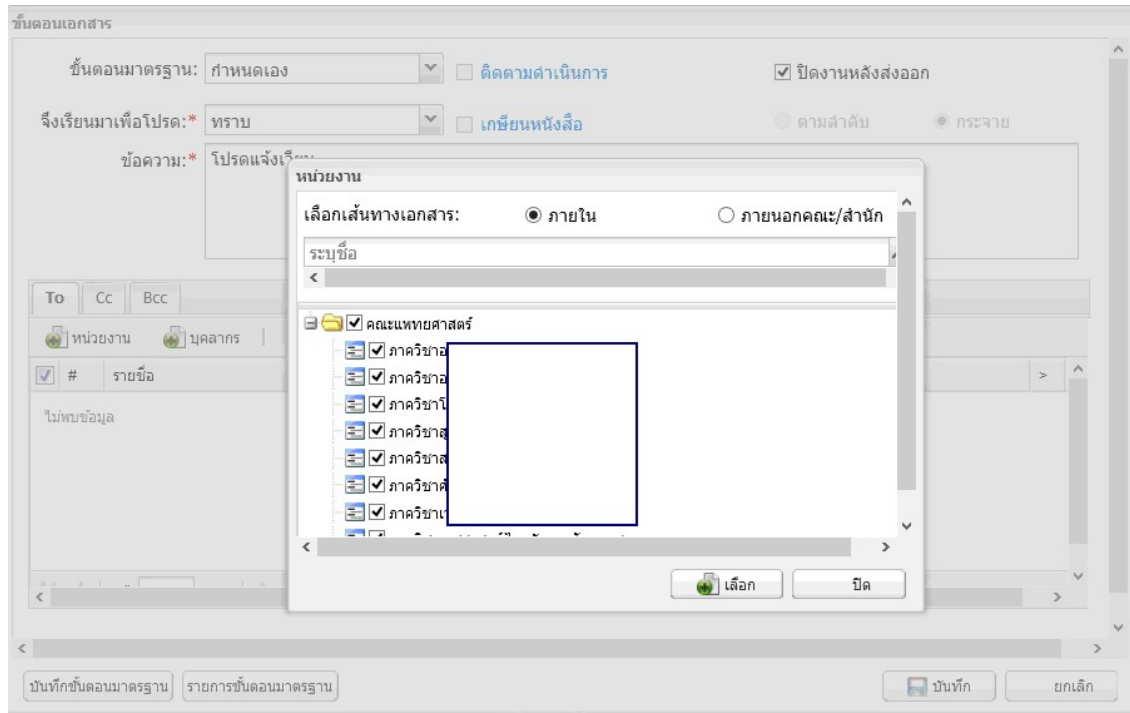 ขั้นตอนเอกสาร
ขั้นตอนมาตรฐาน: กำหนดเอง ติดตามดำเนินการ ปิดงานหลังส่งออก
จึงเรียนมาเพื่อโปรด:* ทราบ เกษียนหนังสือ ตามลำดับ กระจาย
ข้อความ:* โปรดแจ้งเวียน
หน่วยงาน
เลือกเส้นทางเอกสาร: ภายใน ภายนอกคณะ/สำนัก
ระบุชื่อ
To Cc Bcc
คณะแพทยศาสตร์
หน่วยงาน บุคลากร
ภาควิชาอ
ภาควิชาอ
# รายชื่อ >
ภาควิชาโ
ไม่พบข้อมูล
ภาควิชาสู
ภาควิชาส
ภาควิชาศ
ภาควิชาเ
เลือก ปิด
บันทึกขั้นตอนมาตรฐาน รายการขั้นตอนมาตรฐาน บันทึก ยกเลิก